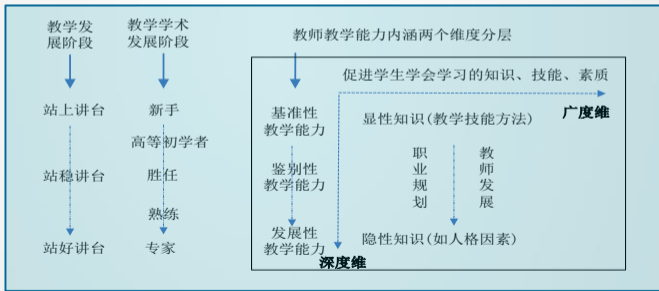 教学发
展阶段
教学学术
发展阶段
教师教学能力内涵两个维度分层
促进学生学会学习的知识、技能、素质
广度维
站上讲台
新手
基准性
教学能力
显性知识(教学技能方法)
高等初学者
职业规划
教师发展
站稳讲台
胜任
鉴别性
教学能力
熟练
站好讲台
专家
发展性
教学能力
隐性知识(如人格因素)
深度维